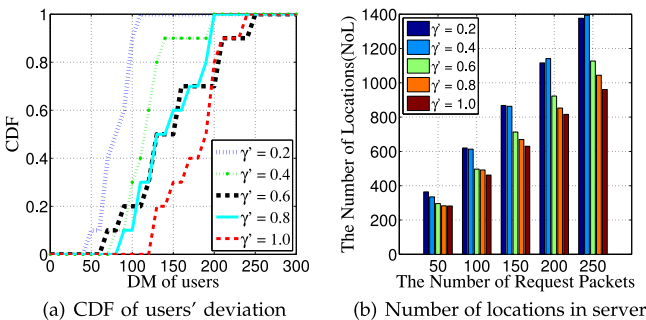 1
0.8
0.6
0.4
0.2
0
CDF
0 50 100 150 200 250 300
DM of users
γ' = 0.2
γ' = 0.4
γ' = 0.6
γ' = 0.8
γ' = 1.0
(a) CDF of users' deviation
1400
1200
1000
800
600
400
200
0
The Number of Locations(NoL)
50 100 150 200 250
The Number of Request Packets
γ' = 0.2
γ' = 0.4
γ' = 0.6
γ' = 0.8
γ' = 1.0
(b) Number of locations in server